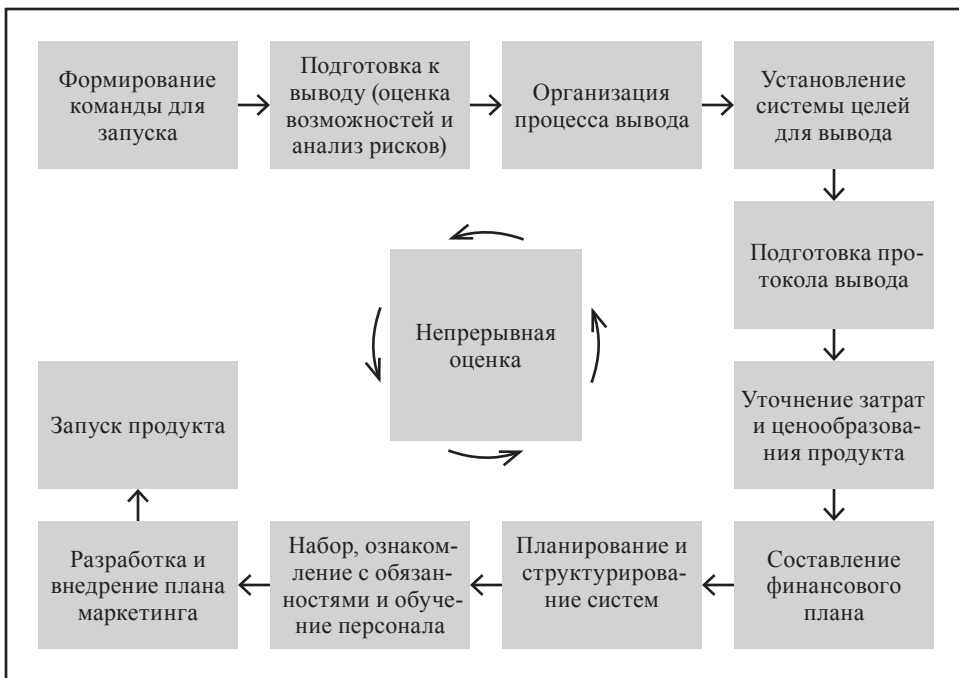 Формирование
команды для
запуска
Подготовка к
выводу (оценка
возможностей и
анализ рисков)
Организация
процесса вывода
Установление
системы целей
для вывода
Подготовка про-
токола вывода
Уточнение затрат
и ценообразова-
ния продукта
Составление
финансового
плана
Планирование и
структурирова-
ние систем
Набор, ознаком-
ление с обязан-
ностями и обуче-
ние персонала
Разработка и
внедрение плана
маркетинга
Запуск продукта
Непрерывная
оценка